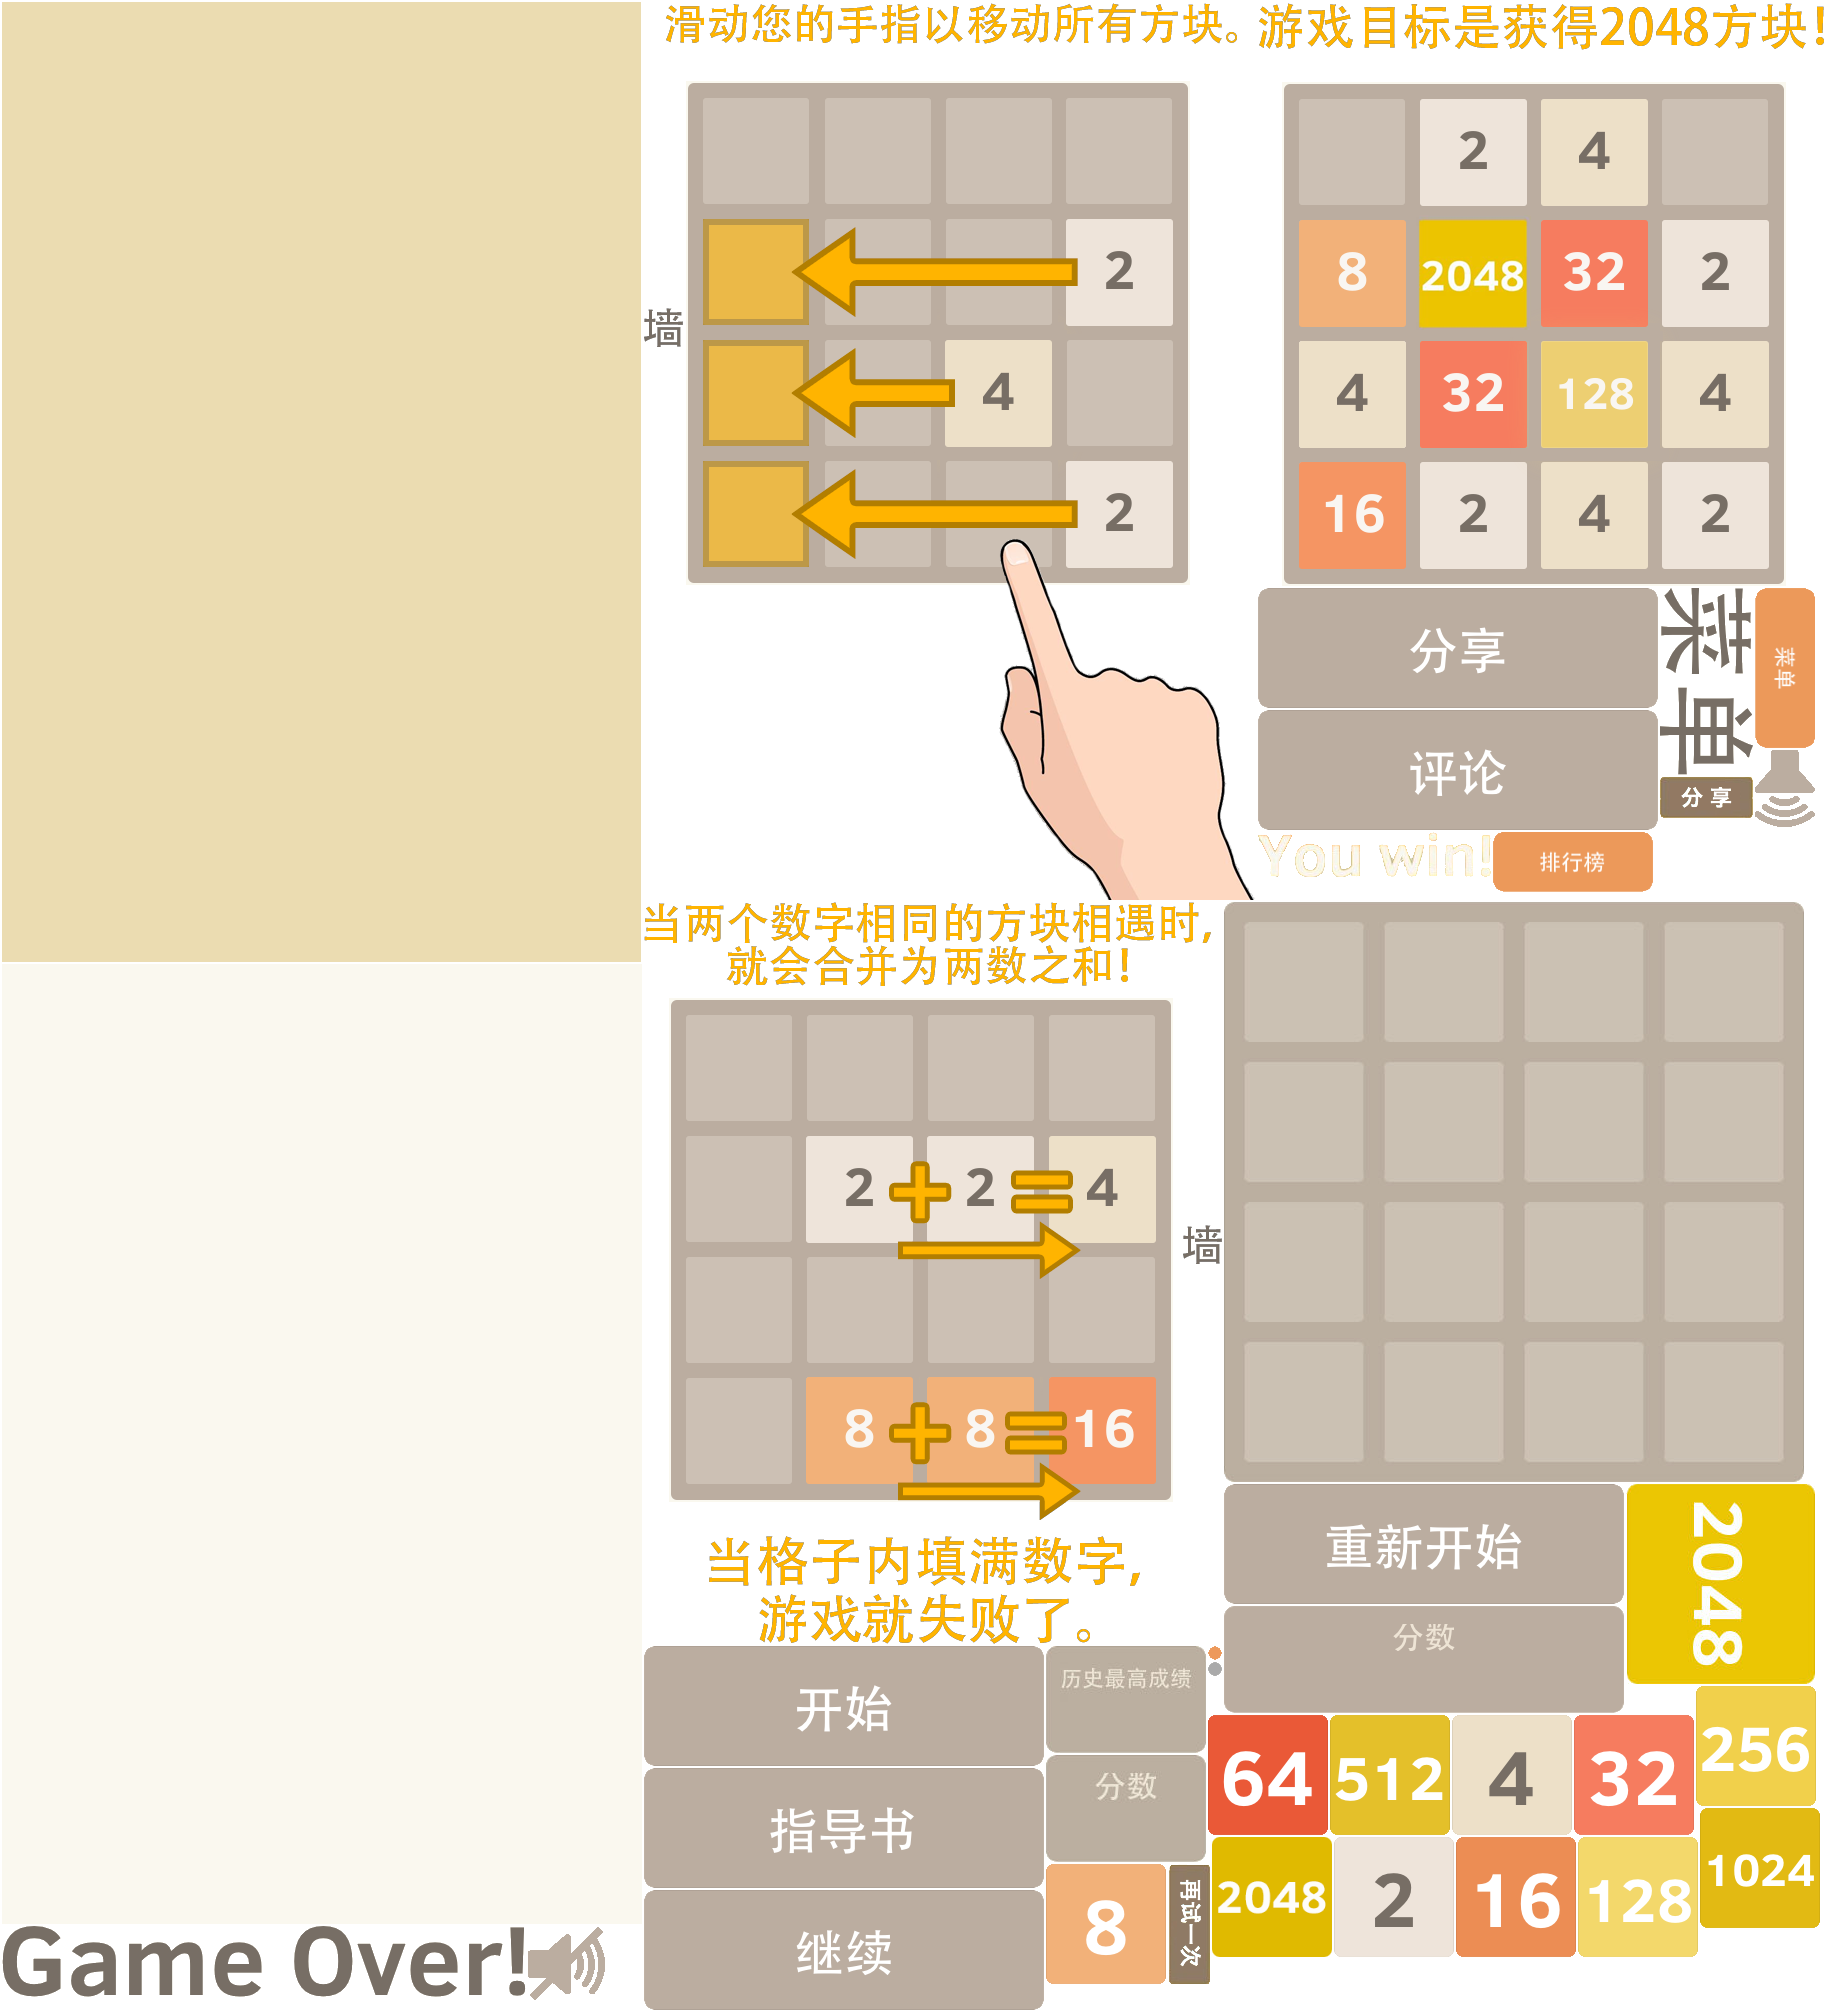 滑动您的手指以移动所有方块。
游戏目标是获得2048方块！
2
4
2
墙
2 4
8 2048 32 2
4 32 128 4
16 2 4 2
分享
菜单
菜单
评论
分享
You win!
排行榜
当两个数字相同的方块相遇时，
就会合并为两数之和！
2 + 2 = 4
8 + 8 = 16
墙
当格子内填满数字，
游戏就失败了。
重新开始
2048
分数
开始
历史最高成绩
指导书
分数
继续
8
再试一次
64 512 4 32 256
2048 2 16 128 1024
Game Over!